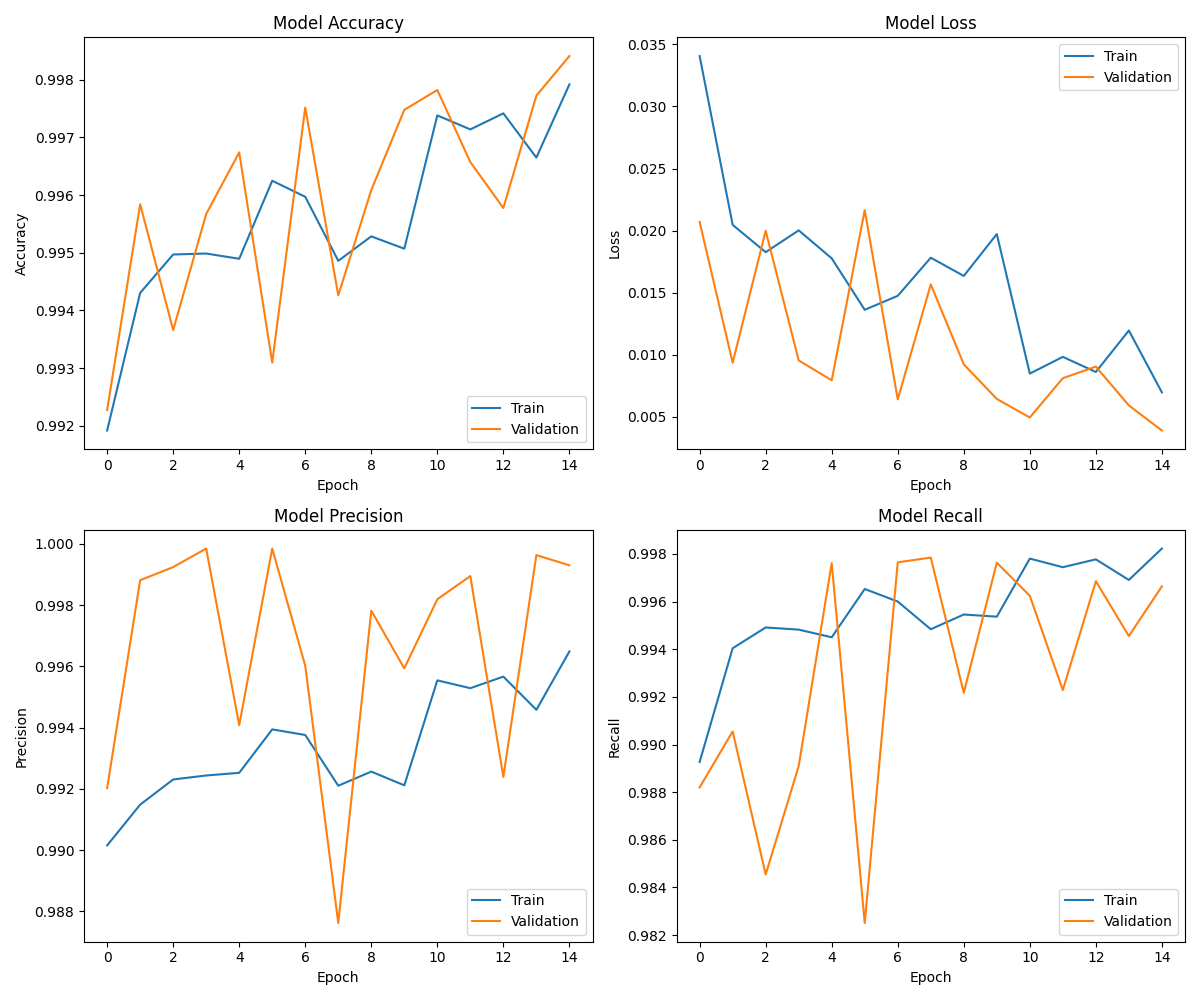 Model Accuracy
Accuracy
0.998
0.997
0.996
0.995
0.994
0.993
0.992
0 2 4 6 8 10 12 14
Epoch
Train
Validation
Model Loss
Loss
0.035
0.030
0.025
0.020
0.015
0.010
0.005
0 2 4 6 8 10 12 14
Epoch
Train
Validation
Model Precision
Precision
1.000
0.998
0.996
0.994
0.992
0.990
0.988
0 2 4 6 8 10 12 14
Epoch
Train
Validation
Model Recall
Recall
0.998
0.996
0.994
0.992
0.990
0.988
0.986
0.984
0.982
0 2 4 6 8 10 12 14
Epoch
Train
Validation